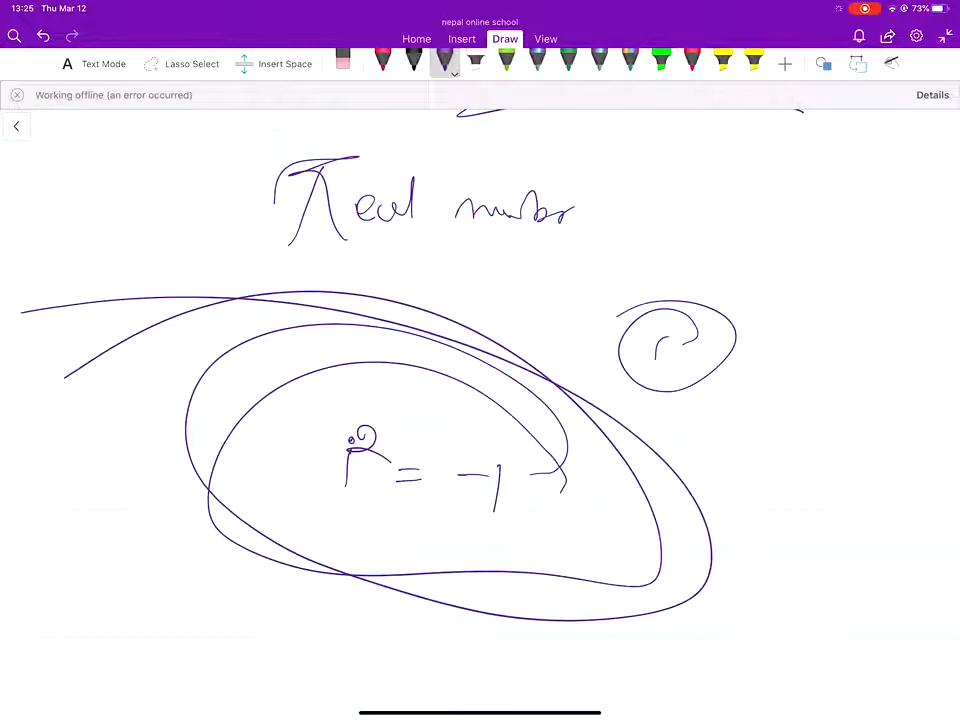 13:25 Thu Mar 12
73%
nepal online school
Home Insert Draw View
A Text Mode Lasso Select Insert Space
Working offline (an error occurred) Details
Real number
i² = -1